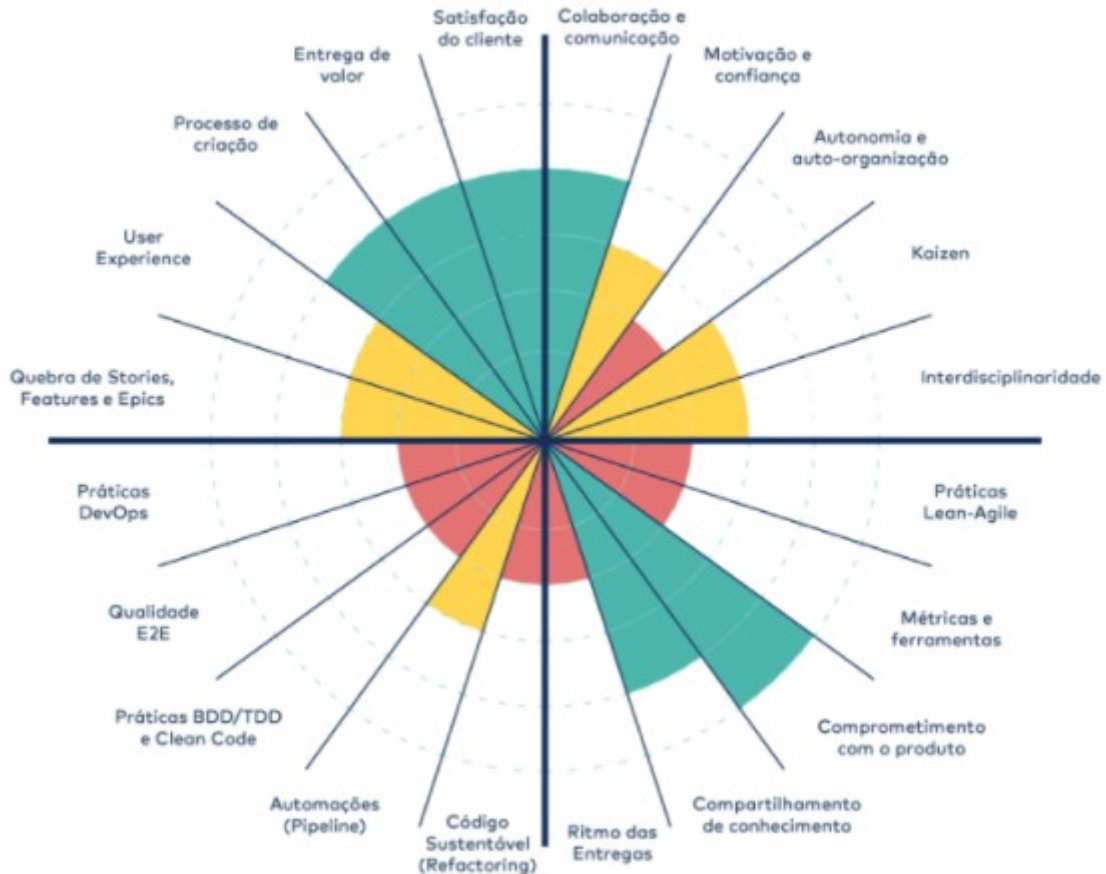 Satisfação
do cliente
Colaboração e
comunicação
Entrega de
valor
Motivação e
confiança
Processo de
criação
Autonomia e
auto-organização
User
Experience
Kaizen
Quebra de Stories,
Features e Epics
Interdisciplinaridade
Práticas
DevOps
Práticas
Lean-Agile
Qualidade
E2E
Métricas e
ferramentas
Práticas BDD/TDD
e Clean Code
Comprometimento
com o produto
Automações
(Pipeline)
Código
Sustentável
(Refactoring)
Ritmo das
Entregas
Compartilhamento
de conhecimento